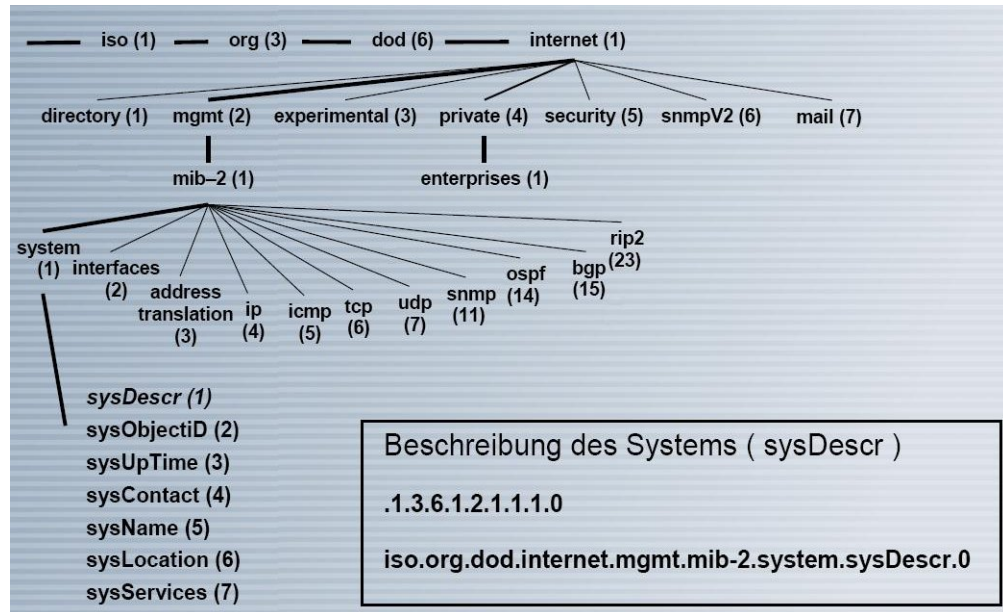 iso (1) org (3) dod (6) internet (1)
directory (1) mgmt (2) experimental (3) private (4) security (5) snmpV2 (6) mail (7)
mib–2 (1) enterprises (1)
system
(1)
interfaces
(2)
address
translation
(3)
ip
(4)
icmp
(5)
tcp
(6)
udp
(7)
snmp
(11)
ospf
(14)
bgp
(15)
rip2
(23)
sysDescr (1)
sysObjectiD (2)
sysUpTime (3)
sysContact (4)
sysName (5)
sysLocation (6)
sysServices (7)
Beschreibung des Systems ( sysDescr )
.1.3.6.1.2.1.1.1.0
iso.org.dod.internet.mgmt.mib-2.system.sysDescr.0